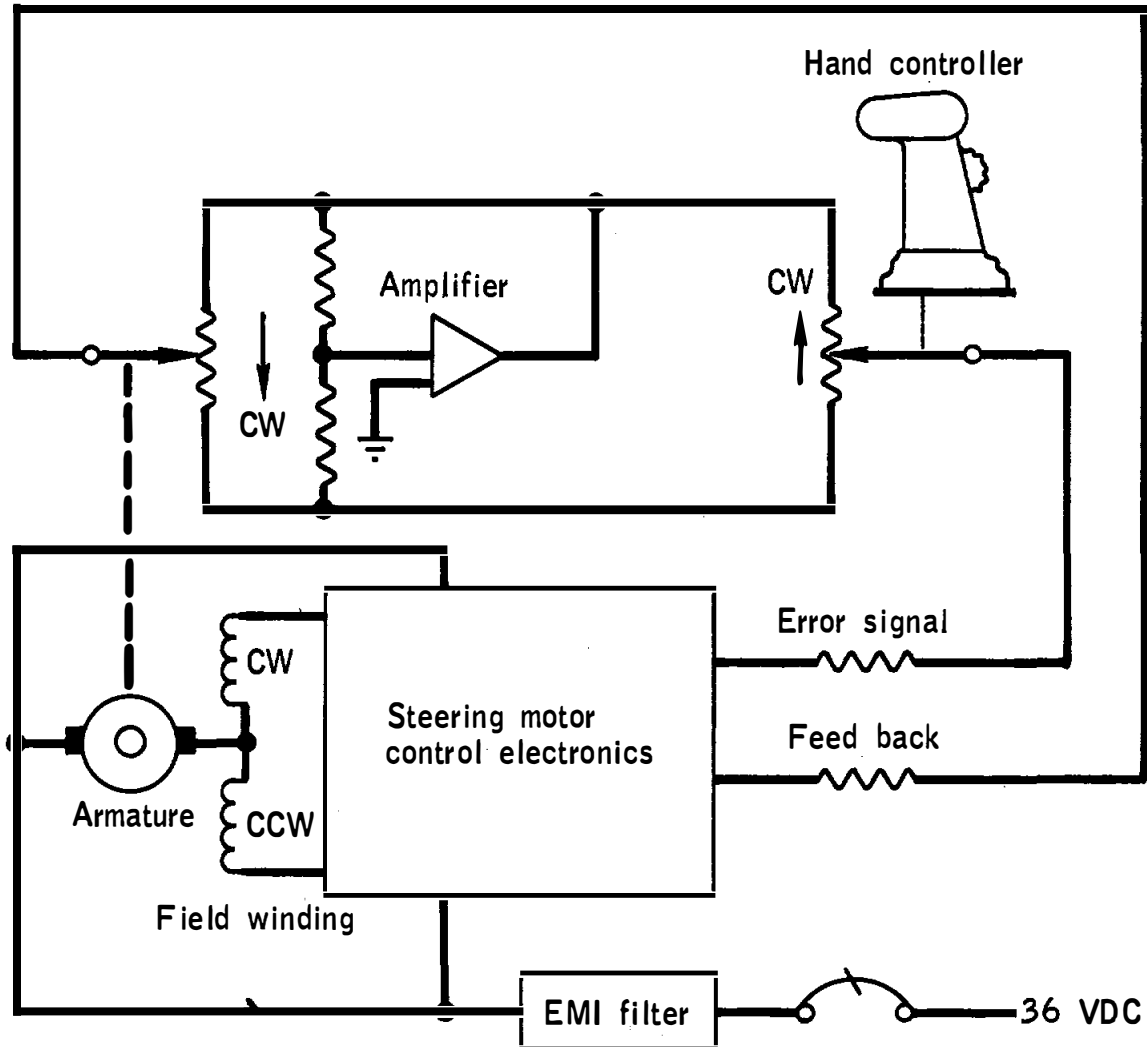 Hand controller
Amplifier
CW
CW
Error signal
CW
Steering motor
control electronics
Feed back
Armature
CCW
Field winding
EMI filter
36 VDC